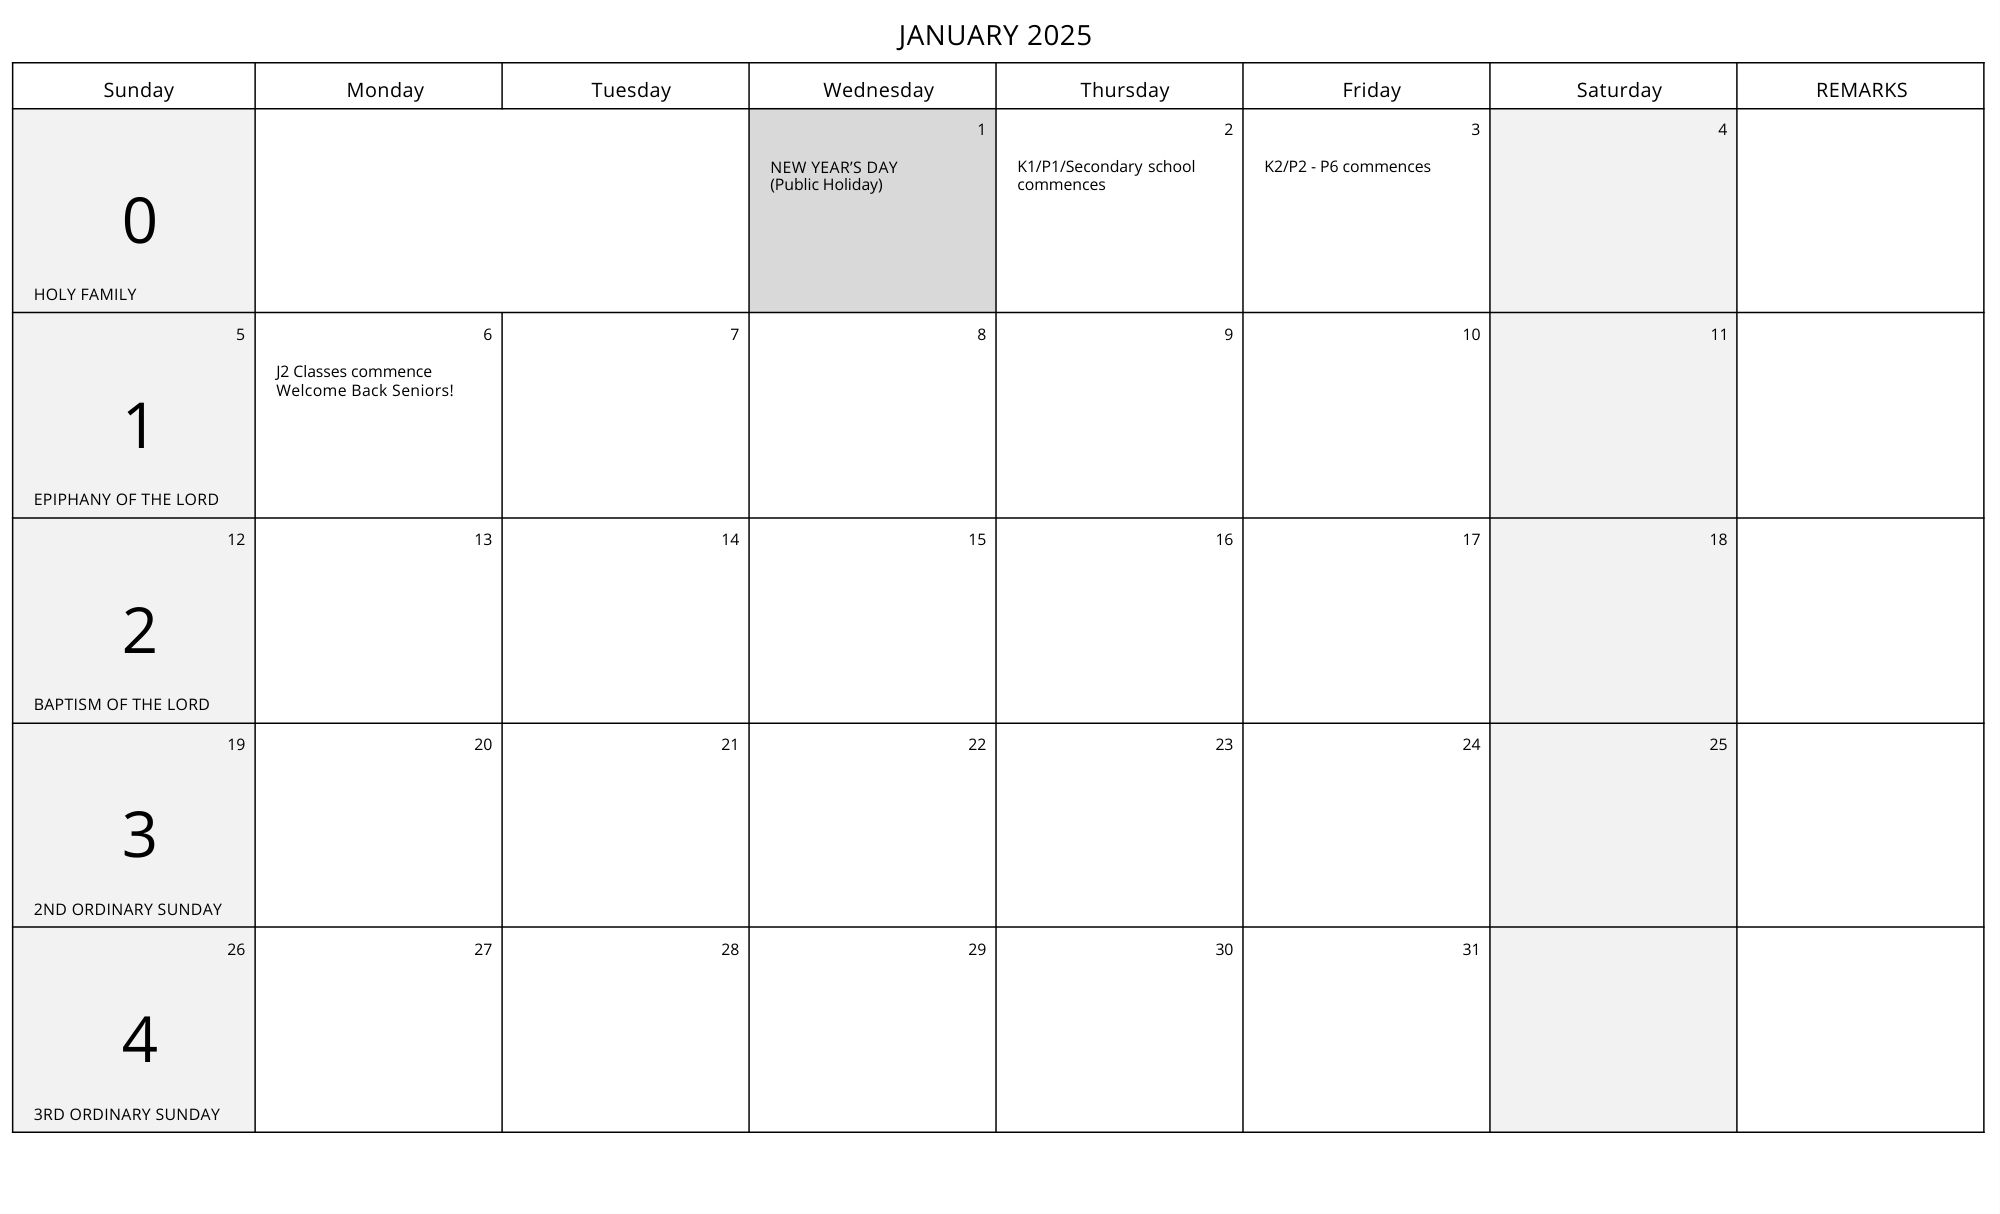 JANUARY 2025
Sunday Monday Tuesday Wednesday Thursday Friday Saturday REMARKS
1 2 3 4
NEW YEAR’S DAY
(Public Holiday)
K1/P1/Secondary school
commences
K2/P2 - P6 commences
0
HOLY FAMILY
5 6 7 8 9 10 11
J2 Classes commence
Welcome Back Seniors!
1
EPIPHANY OF THE LORD
12 13 14 15 16 17 18
2
BAPTISM OF THE LORD
19 20 21 22 23 24 25
3
2ND ORDINARY SUNDAY
26 27 28 29 30 31
4
3RD ORDINARY SUNDAY